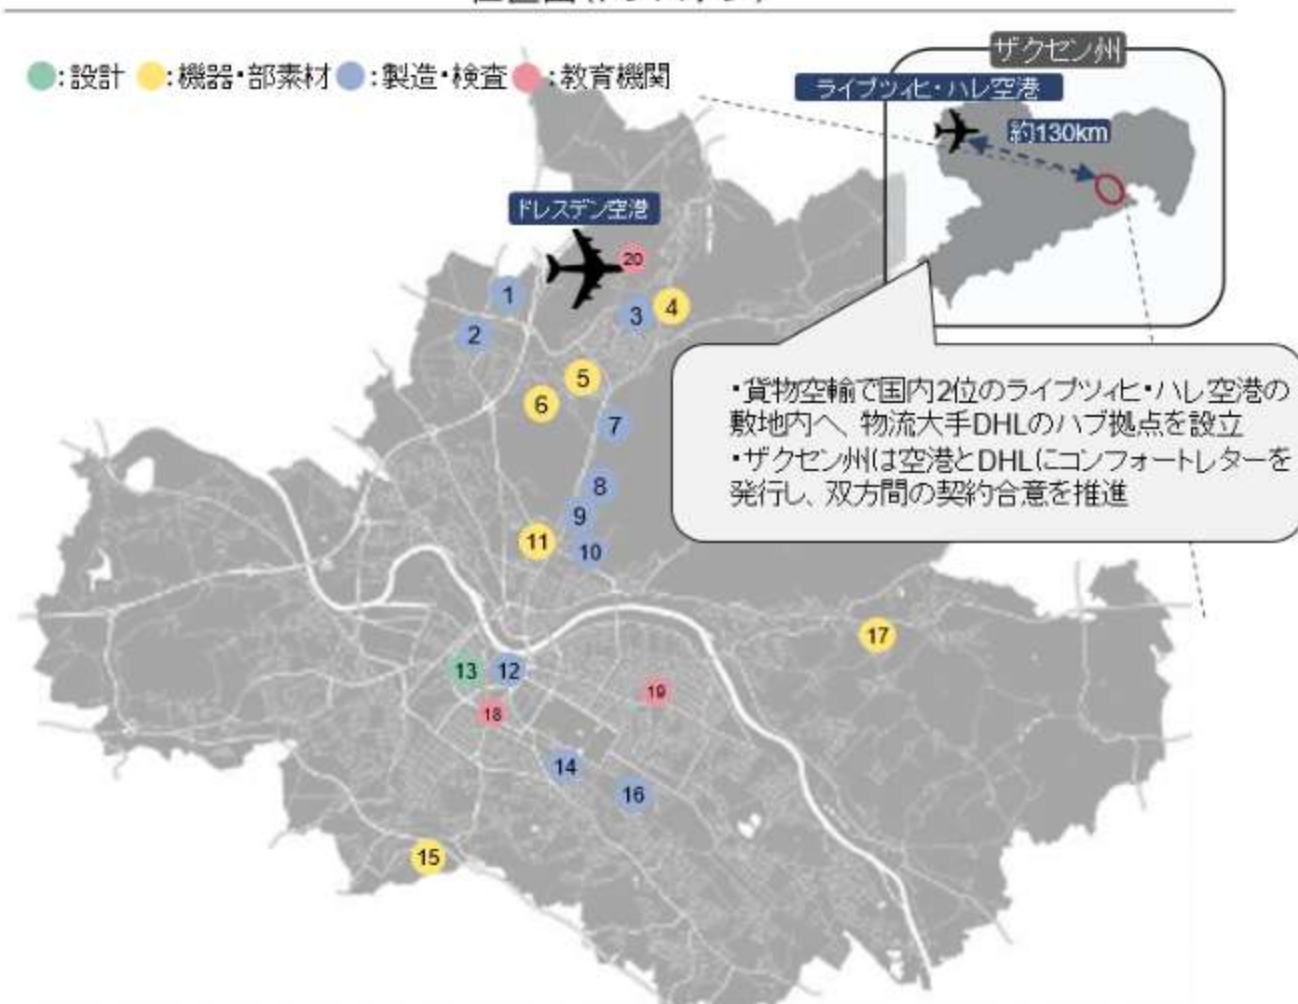 ●:設計 ●:機器・部素材 ●:製造・検査 ●:教育機関
ザクセン州
ライプツィヒ・ハレ空港
約130km
ドレスデン空港
20
1
3
4
2
5
6
7
・貨物空輸で国内2位のライプツィヒ・ハレ空港の
敷地内へ、物流大手DHLのハブ拠点を設立
・ザクセン州は空港とDHLにコンフォートレターを
発行し、双方間の契約合意を推進
8
9
11
10
17
13
12
19
18
14
16
15